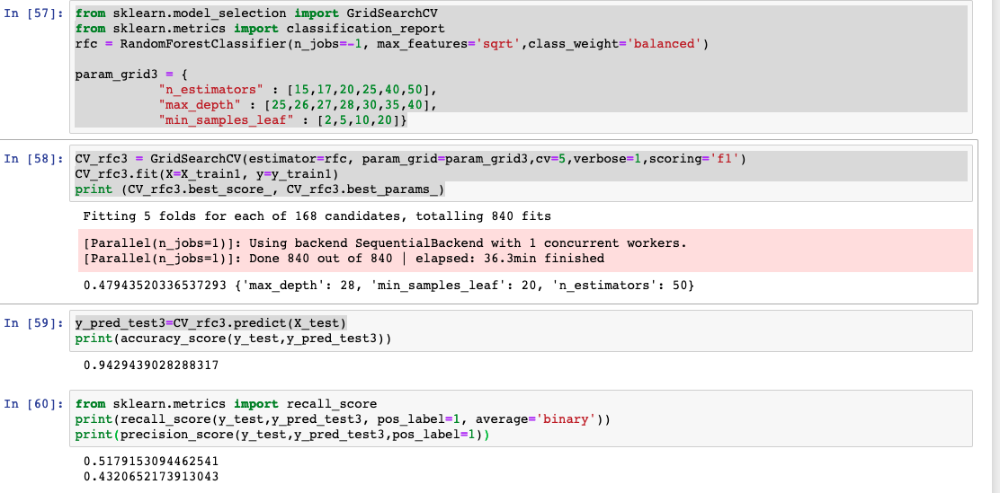 In [57]: from sklearn.model_selection import GridSearchCV
from sklearn.metrics import classification_report
rfc = RandomForestClassifier(n_jobs=-1, max_features='sqrt',class_weight='balanced')
param_grid3 = {
"n_estimators" : [15,17,20,25,40,50],
"max_depth" : [25,26,27,28,30,35,40],
"min_samples_leaf" : [2,5,10,20]}
In [58]: CV_rfc3 = GridSearchCV(estimator=rfc, param_grid=param_grid3,cv=5,verbose=1,scoring='f1')
CV_rfc3.fit(X=X_train1, y=y_train1)
print (CV_rfc3.best_score_, CV_rfc3.best_params_)
Fitting 5 folds for each of 168 candidates, totalling 840 fits
[Parallel(n_jobs=1)]: Using backend SequentialBackend with 1 concurrent workers.
[Parallel(n_jobs=1)]: Done 840 out of 840 | elapsed: 36.3min finished
0.47943520336537293 {'max_depth': 28, 'min_samples_leaf': 20, 'n_estimators': 50}
In [59]: y_pred_test3=CV_rfc3.predict(X_test)
print(accuracy_score(y_test,y_pred_test3))
0.9429439028288317
In [60]: from sklearn.metrics import recall_score
print(recall_score(y_test,y_pred_test3, pos_label=1, average='binary'))
print(precision_score(y_test,y_pred_test3,pos_label=1))
0.5179153094462541
0.4320652173913043